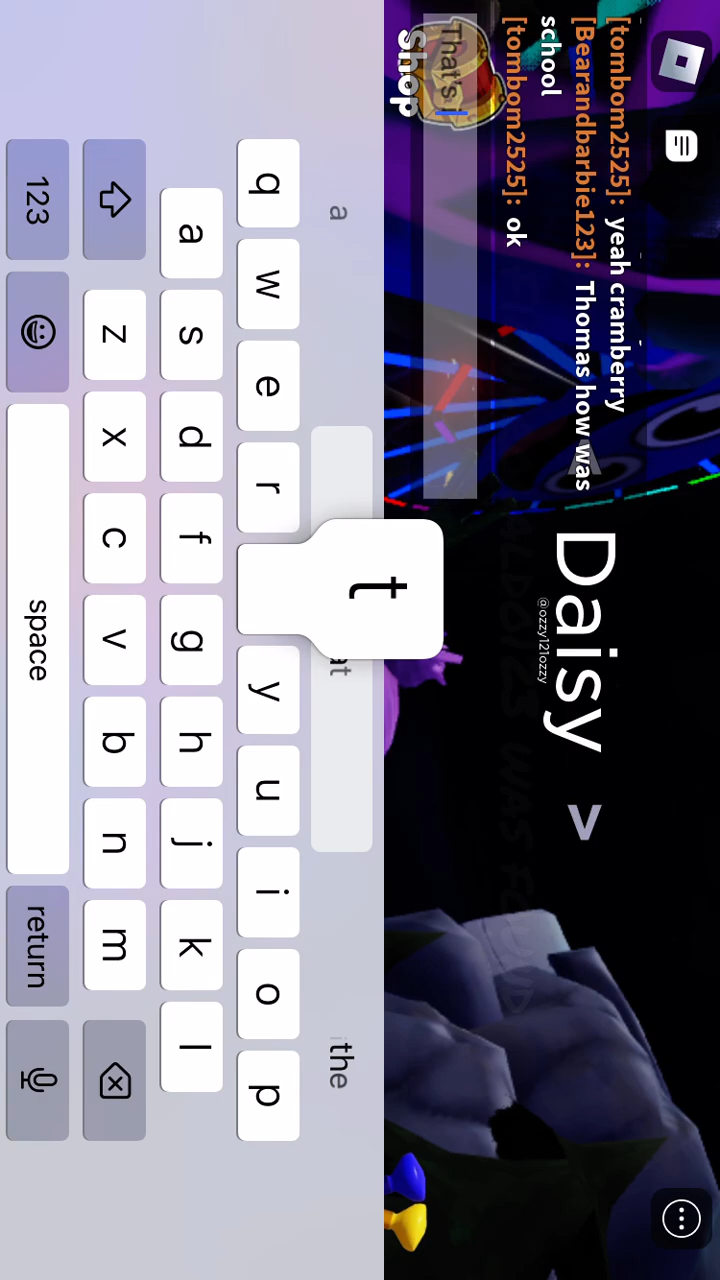 [tombom2525]: yeah cramberry
[Bearandbarbie123]: Thomas how was
school
[tombom2525]: ok
That's
Shop
Daisy
@ozzy121ozzy
>
a
the
q w e r t y u i o p
a s d f g h j k l
z x c v b n m
123
space
return